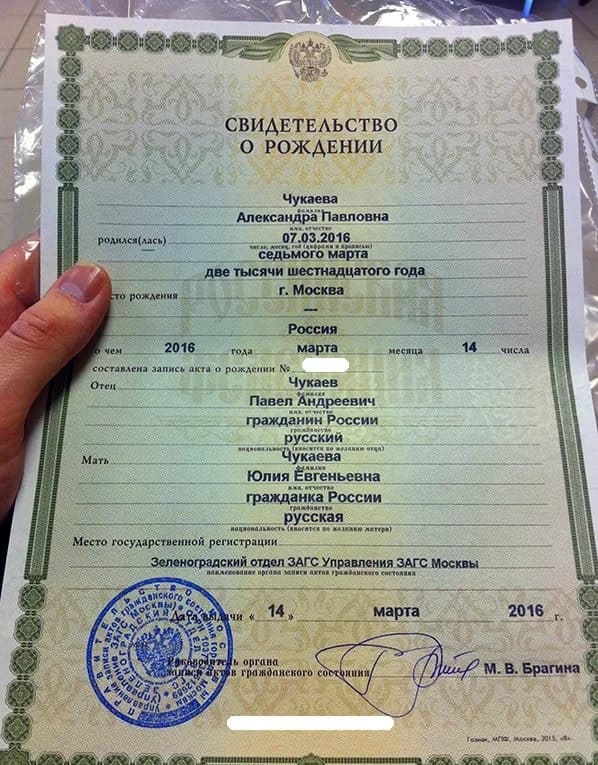 СВИДЕТЕЛЬСТВО
О РОЖДЕНИИ
Чукаева
фамилия
Александра Павловна
имя, отчество
родился(лась) 07.03.2016
число, месяц, год (цифрами и прописью)
седьмого марта
две тысячи шестнадцатого года
сто рождения г. Москва
---
Россия
о чем 2016 года марта месяца 14 числа
составлена запись акта о рождении №
Отец Чукаев
фамилия
Павел Андреевич
имя, отчество
гражданин России
гражданство
русский
национальность (вносится по желанию отца)
Мать Чукаева
фамилия
Юлия Евгеньевна
имя, отчество
гражданка России
гражданство
русская
национальность (вносится по желанию матери)
Место государственной регистрации
Зеленоградский отдел ЗАГС Управления ЗАГС Москвы
наименование органа записи актов гражданского состояния
Дата выдачи « 14 » марта 2016 г.
Руководитель органа
записи актов гражданского состояния М. В. Брагина
Гознак, МПФ, Москва, 2015, «В».